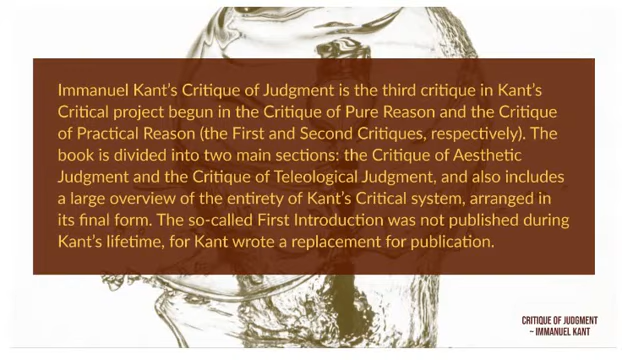 Immanuel Kant's Critique of Judgment is the third critique in Kant's
Critical project begun in the Critique of Pure Reason and the Critique
of Practical Reason (the First and Second Critiques, respectively). The
book is divided into two main sections: the Critique of Aesthetic
Judgment and the Critique of Teleological Judgment, and also includes
a large overview of the entirety of Kant's Critical system, arranged in
its final form. The so-called First Introduction was not published during
Kant's lifetime, for Kant wrote a replacement for publication.
CRITIQUE OF JUDGMENT
– IMMANUEL KANT